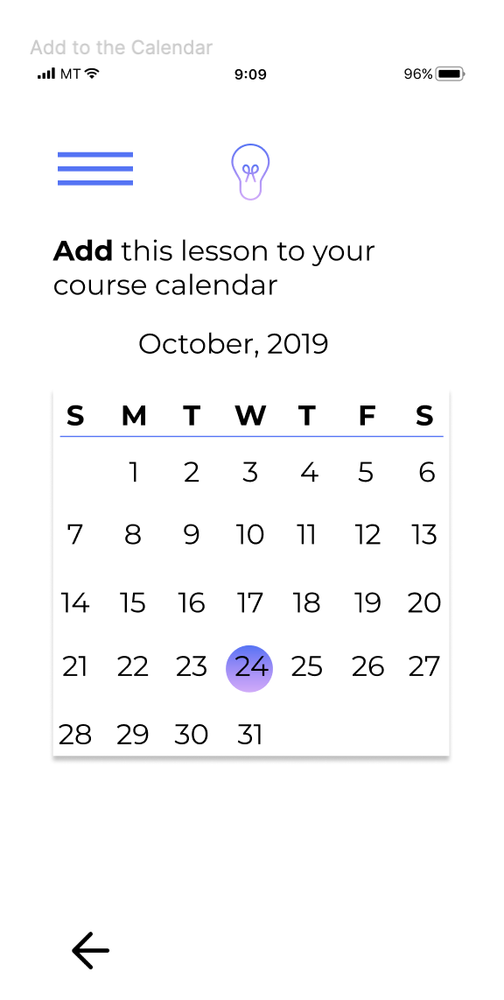 Add to the Calendar
MT 9:09 96%
Add this lesson to your
course calendar
October, 2019
S M T W T F S
1 2 3 4 5 6
7 8 9 10 11 12 13
14 15 16 17 18 19 20
21 22 23 24 25 26 27
28 29 30 31